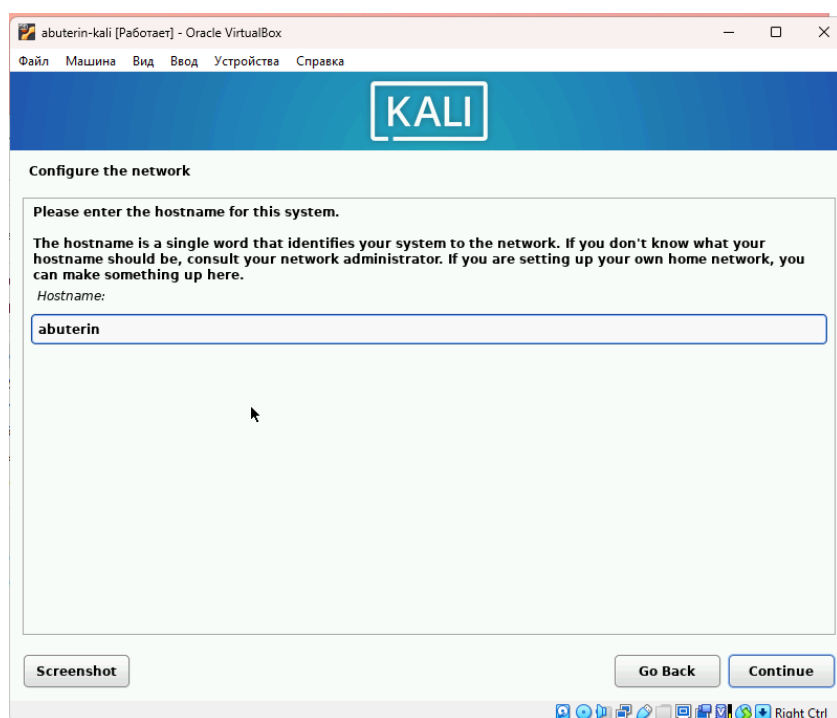 abuterin-kali [Работает] - Oracle VirtualBox
Файл Машина Вид Ввод Устройства Справка
KALI
Configure the network
Please enter the hostname for this system.
The hostname is a single word that identifies your system to the network. If you don't know what your
hostname should be, consult your network administrator. If you are setting up your own home network, you
can make something up here.
Hostname:
abuterin
Screenshot Go Back Continue
Right Ctrl